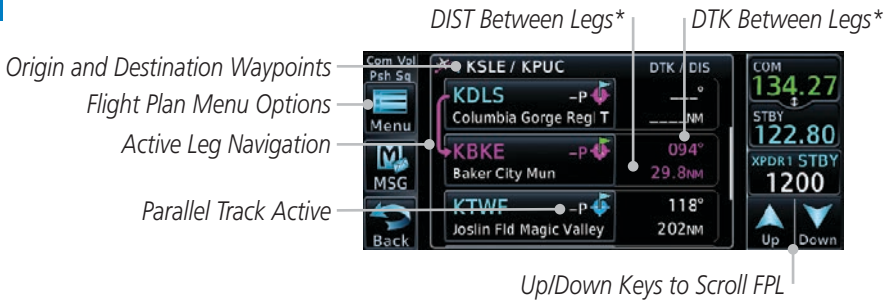 DIST Between Legs* DTK Between Legs*
Origin and Destination Waypoints
Flight Plan Menu Options
Active Leg Navigation
Parallel Track Active
Com Vol
Psh Sq
Menu
MSG
Back
KSLE / KPUC DTK / DIS
KDLS –P __°
Columbia Gorge Regl T ____NM
KBKE –P 094°
Baker City Mun 29.8NM
KTWF –P 118°
Joslin Fld Magic Valley 202NM
COM
134.27
STBY
122.80
XPDR1 STBY
1200
Up Down
Up/Down Keys to Scroll FPL